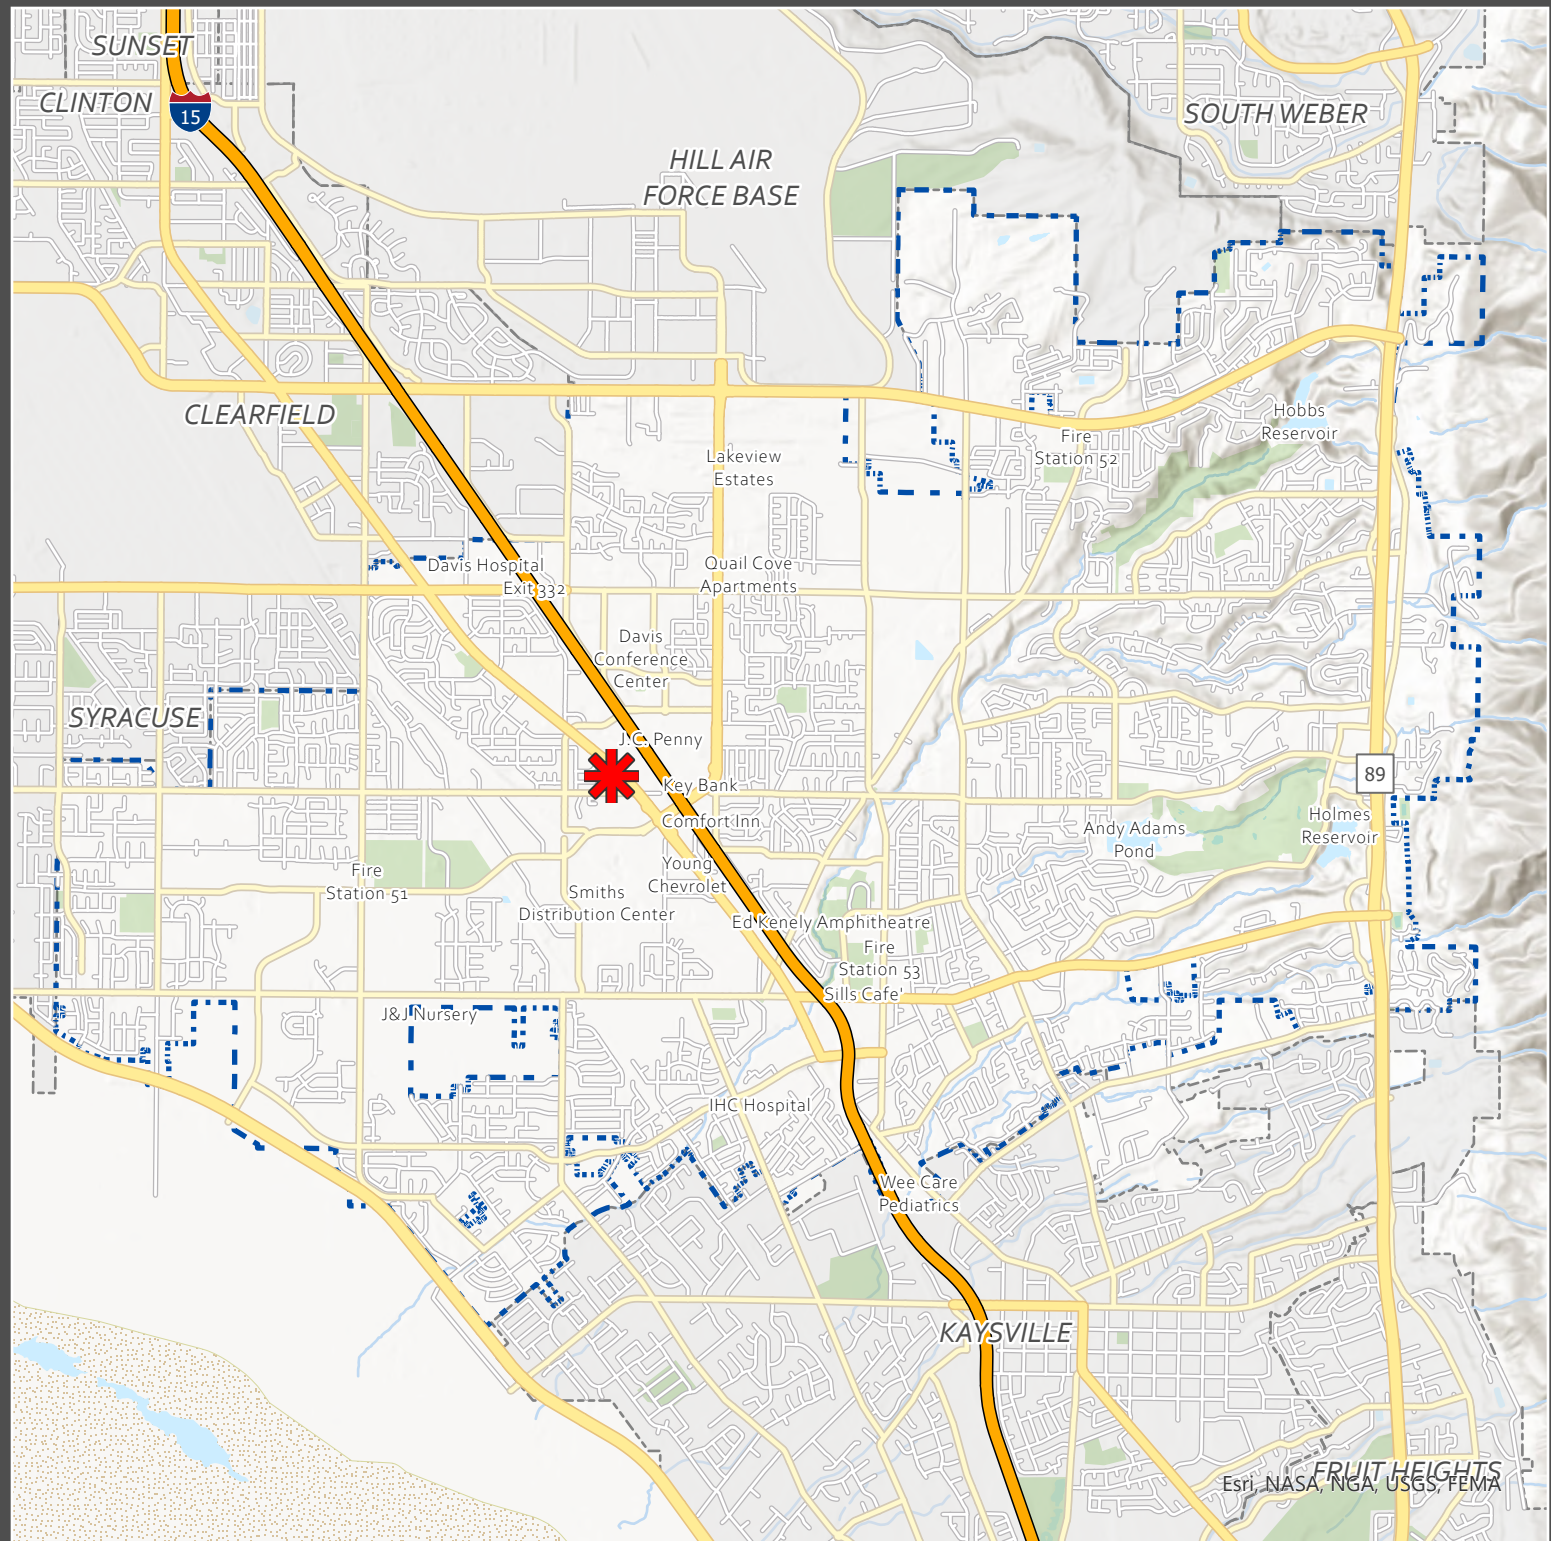 SUNSET
CLINTON
15
SOUTH WEBER
HILL AIR
FORCE BASE
CLEARFIELD
Hobbs
Reservoir
Fire
Station 52
Lakeview
Estates
Davis Hospital
Exit 332
Quail Cove
Apartments
Davis
Conference
Center
SYRACUSE
J.C. Penny
89
Key Bank
Comfort Inn
Andy Adams
Pond
Holmes
Reservoir
Fire
Station 51
Young
Chevrolet
Smiths
Distribution Center
Ed Kenely Amphitheatre
Fire
Station 53
Sills Cafe'
J&J Nursery
IHC Hospital
Wee Care
Pediatrics
KAYSVILLE
FRUIT HEIGHTS
Esri, NASA, NGA, USGS, FEMA